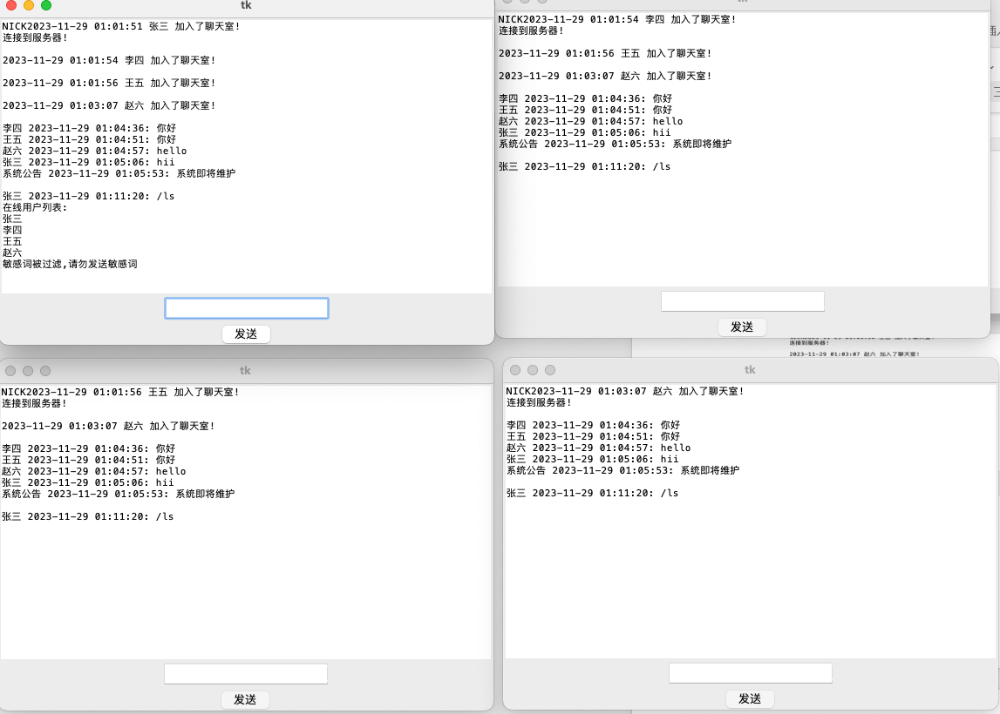 tk
NICK2023-11-29 01:01:51 张三 加入了聊天室!
连接到服务器!
2023-11-29 01:01:54 李四 加入了聊天室!
2023-11-29 01:01:56 王五 加入了聊天室!
2023-11-29 01:03:07 赵六 加入了聊天室!
李四 2023-11-29 01:04:36: 你好
王五 2023-11-29 01:04:51: 你好
赵六 2023-11-29 01:04:57: hello
张三 2023-11-29 01:05:06: hii
系统公告 2023-11-29 01:05:53: 系统即将维护
张三 2023-11-29 01:11:20: /ls
在线用户列表:
张三
李四
王五
赵六
敏感词被过滤,请勿发送敏感词
发送
NICK2023-11-29 01:01:54 李四 加入了聊天室!
连接到服务器!
2023-11-29 01:01:56 王五 加入了聊天室!
2023-11-29 01:03:07 赵六 加入了聊天室!
李四 2023-11-29 01:04:36: 你好
王五 2023-11-29 01:04:51: 你好
赵六 2023-11-29 01:04:57: hello
张三 2023-11-29 01:05:06: hii
系统公告 2023-11-29 01:05:53: 系统即将维护
张三 2023-11-29 01:11:20: /ls
发送
连接到服务器!
2023-11-29 01:03:07 赵六 加入了聊天室!
tk
NICK2023-11-29 01:01:56 王五 加入了聊天室!
连接到服务器!
2023-11-29 01:03:07 赵六 加入了聊天室!
李四 2023-11-29 01:04:36: 你好
王五 2023-11-29 01:04:51: 你好
赵六 2023-11-29 01:04:57: hello
张三 2023-11-29 01:05:06: hii
系统公告 2023-11-29 01:05:53: 系统即将维护
张三 2023-11-29 01:11:20: /ls
发送
tk
NICK2023-11-29 01:03:07 赵六 加入了聊天室!
连接到服务器!
李四 2023-11-29 01:04:36: 你好
王五 2023-11-29 01:04:51: 你好
赵六 2023-11-29 01:04:57: hello
张三 2023-11-29 01:05:06: hii
系统公告 2023-11-29 01:05:53: 系统即将维护
张三 2023-11-29 01:11:20: /ls
发送